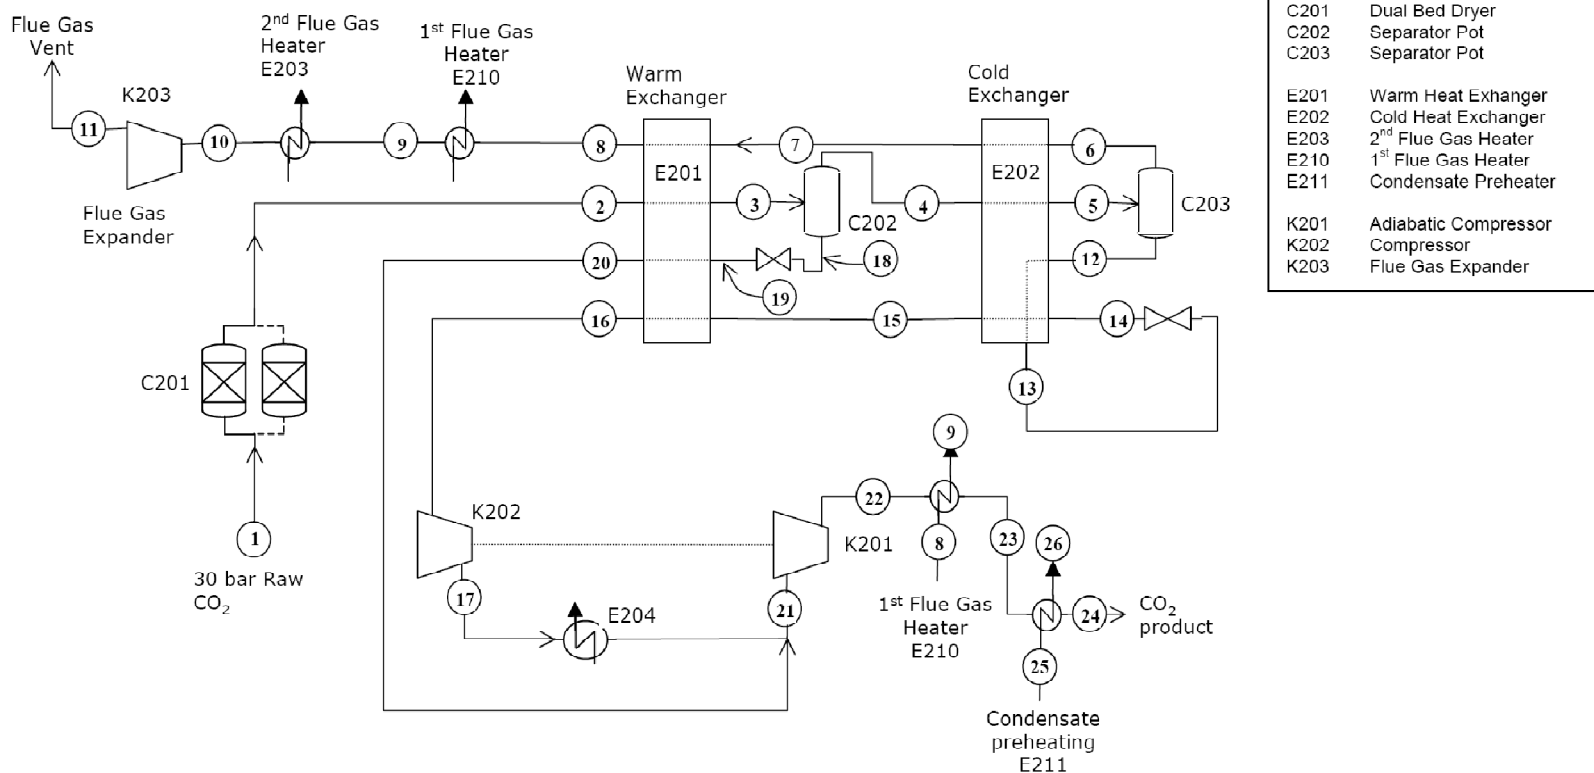 Flue Gas
Vent
2nd Flue Gas
Heater
E203
1st Flue Gas
Heater
E210
Warm
Exchanger
Cold
Exchanger
K203
11
10
9
8
7
6
E201
E202
2
3
4
5
C203
C202
Flue Gas
Expander
20
18
12
19
16
15
14
13
C201
1
30 bar Raw
CO2
K202
K201
9
22
8
23
26
17
E204
21
1st Flue Gas
Heater
E210
24
CO2
product
25
Condensate
preheating
E211
C201 Dual Bed Dryer
C202 Separator Pot
C203 Separator Pot
E201 Warm Heat Exhanger
E202 Cold Heat Exchanger
E203 2nd Flue Gas Heater
E210 1st Flue Gas Heater
E211 Condensate Preheater
K201 Adiabatic Compressor
K202 Compressor
K203 Flue Gas Expander